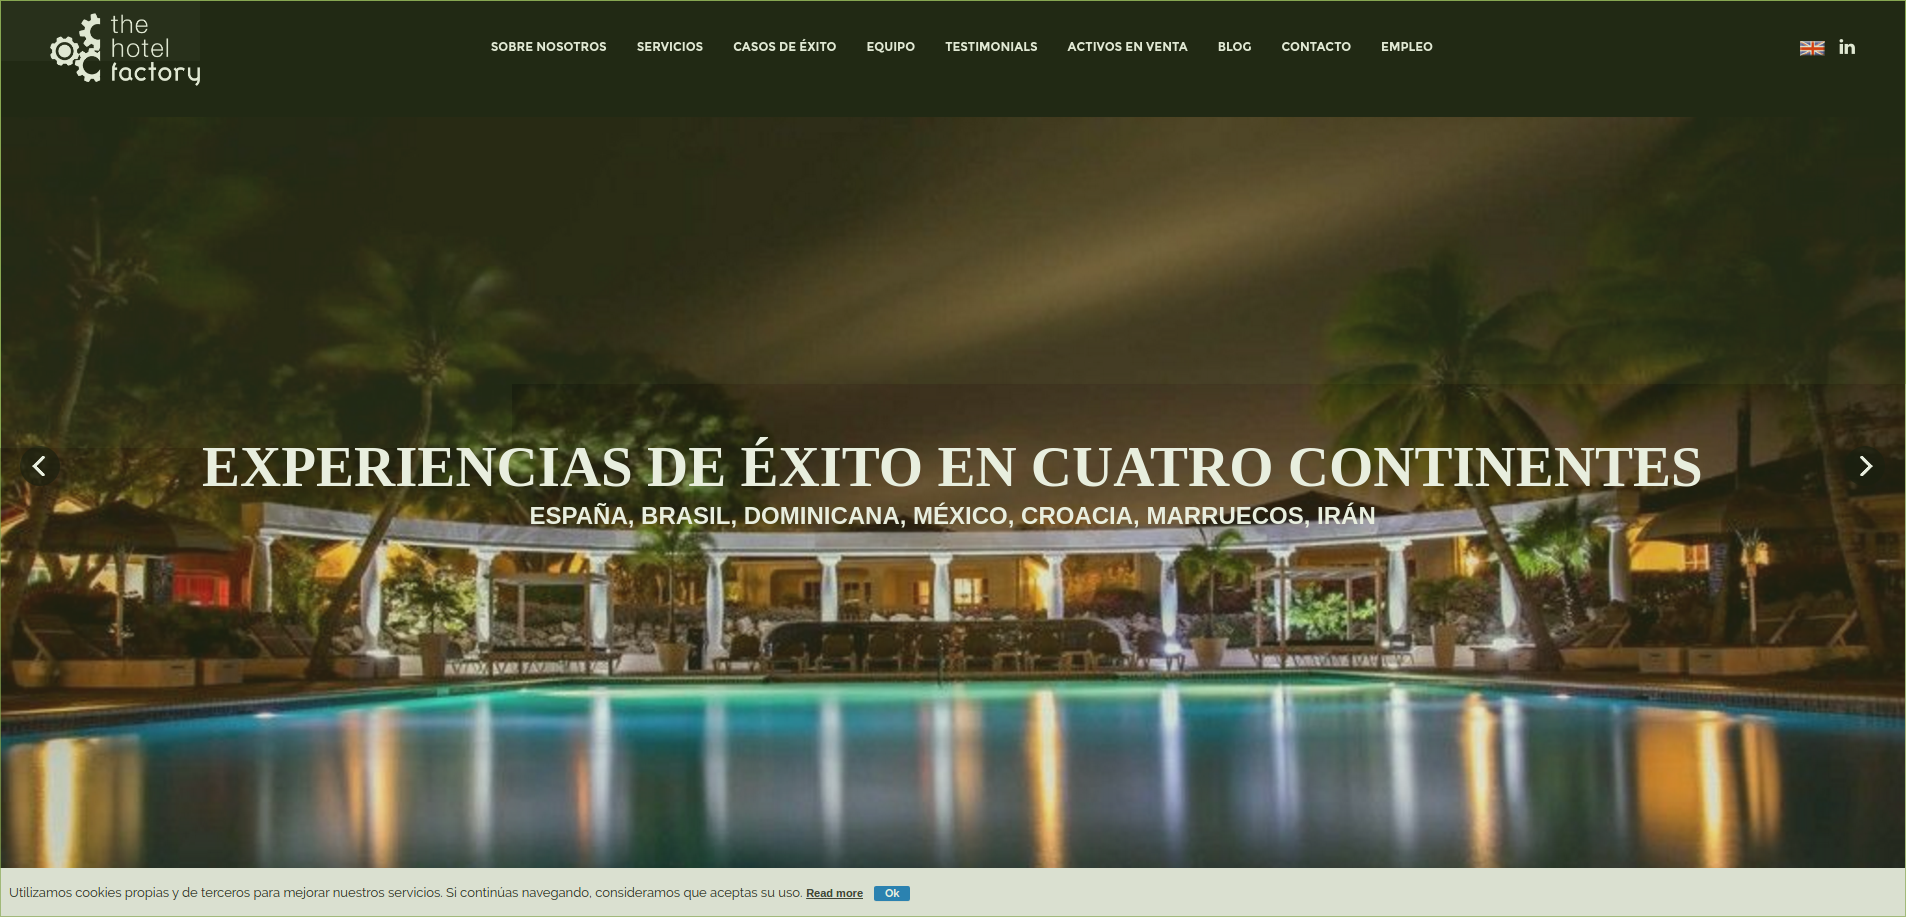 the
hotel
factory
SOBRE NOSOTROS SERVICIOS CASOS DE ÉXITO EQUIPO TESTIMONIALS ACTIVOS EN VENTA BLOG CONTACTO EMPLEO
in
EXPERIENCIAS DE ÉXITO EN CUATRO CONTINENTES
ESPAÑA, BRASIL, DOMINICANA, MÉXICO, CROACIA, MARRUECOS, IRÁN
Utilizamos cookies propias y de terceros para mejorar nuestros servicios. Si continúas navegando, consideramos que aceptas su uso. Read more Ok